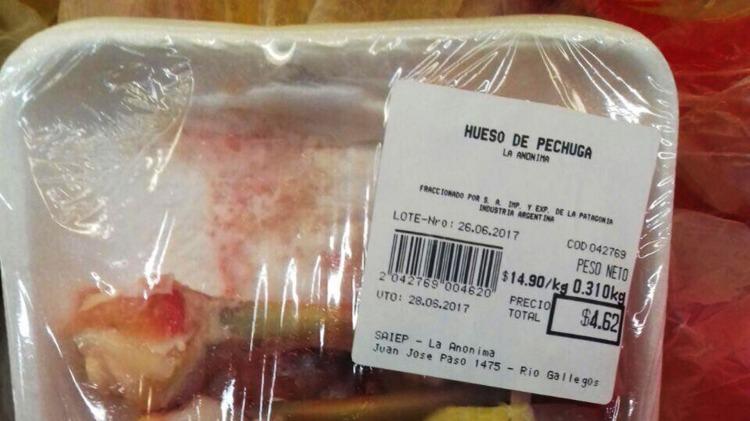 HUESO DE PECHUGA
LA ANONIMA
FRACCIONADO POR S. A. IMP. Y EXP. DE LA PATAGONIA
INDUSTRIA ARGENTINA
LOTE-Nro: 26.06.2017
COD 042769
PESO NETO
2 042769 004620
$14.90/kg 0.310kg
VTO: 28.06.2017
PRECIO TOTAL $4.62
SAIEP - La Anonima
Juan Jose Paso 1475 - Rio Gallegos